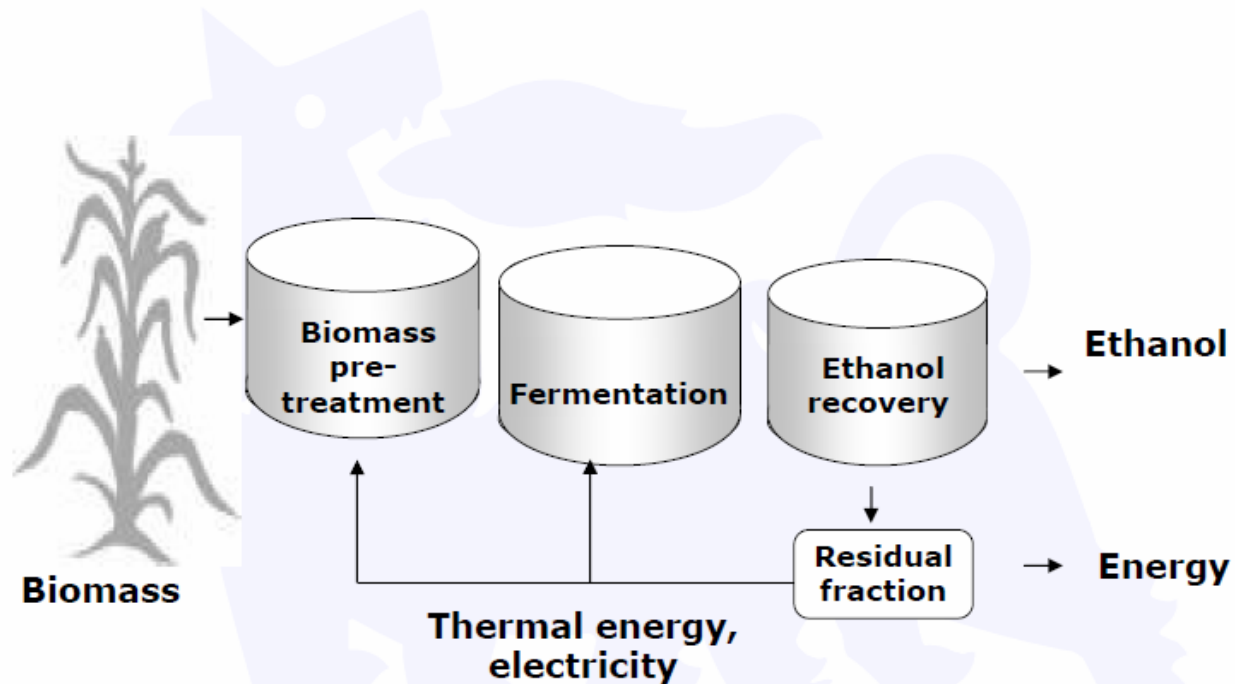 Biomass
pre-
treatment
Fermentation
Ethanol
recovery
Ethanol
Residual
fraction
Energy
Biomass
Thermal energy,
electricity